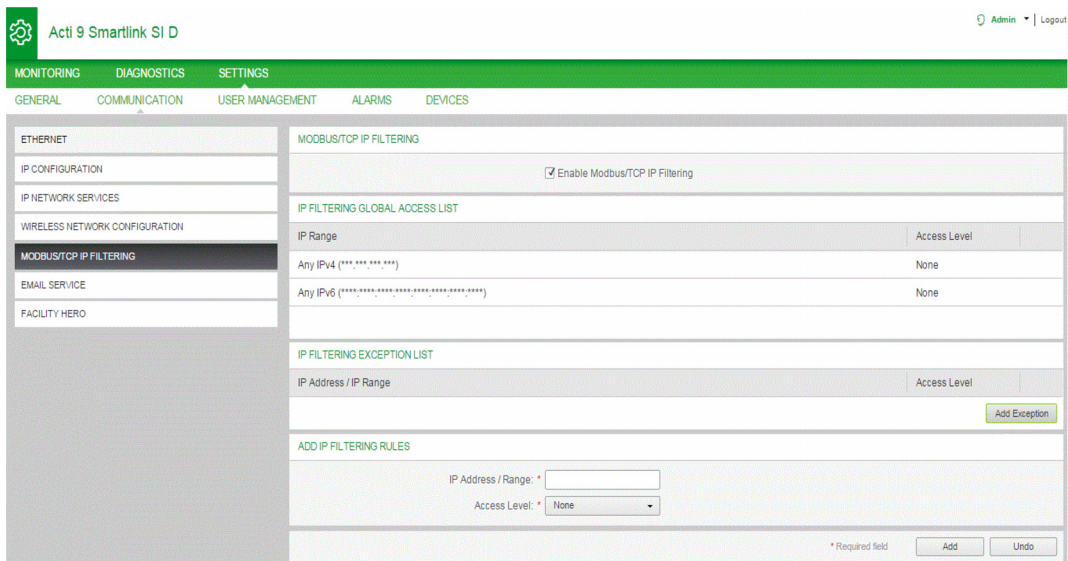 Acti 9 Smartlink SI D
Admin | Logout
MONITORING DIAGNOSTICS SETTINGS
GENERAL COMMUNICATION USER MANAGEMENT ALARMS DEVICES
ETHERNET
IP CONFIGURATION
IP NETWORK SERVICES
WIRELESS NETWORK CONFIGURATION
MODBUS/TCP IP FILTERING
EMAIL SERVICE
FACILITY HERO
MODBUS/TCP IP FILTERING
Enable Modbus/TCP IP Filtering
IP FILTERING GLOBAL ACCESS LIST
IP Range Access Level
Any IPv4 (***.***.***.***) None
Any IPv6 (****:****:****:****:****:****:****:****) None
IP FILTERING EXCEPTION LIST
IP Address / IP Range Access Level
Add Exception
ADD IP FILTERING RULES
IP Address / Range: *
Access Level: * None
* Required field Add Undo